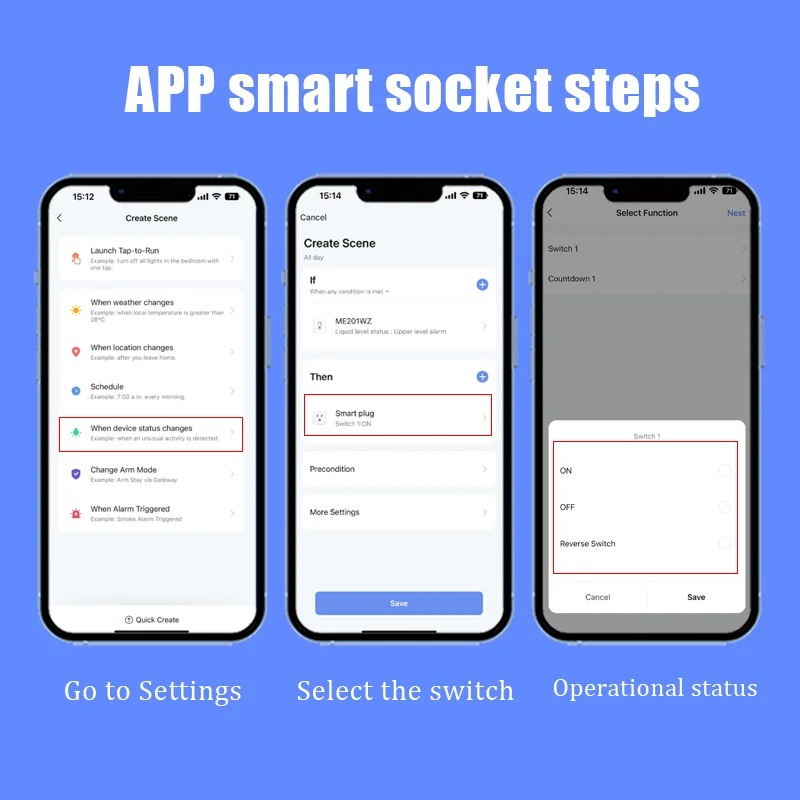 APP smart socket steps
15:12
71
Create Scene
Launch Tap-to-Run
Example: turn off all lights in the bedroom with
one tap.
When weather changes
Example: when local temperature is greater than
28°C.
When location changes
Example: after you leave home.
Schedule
Example: 7:00 a.m. every morning.
When device status changes
Example: when an unusual activity is detected.
Change Arm Mode
Example: Arm Stay via Gateway
When Alarm Triggered
Example: Smoke Alarm Triggered
Quick Create
Go to Settings
15:14
71
Cancel
Create Scene
All day
If
When any condition is met
ME201WZ
Liquid level status : Upper level alarm
Then
Smart plug
Switch 1:ON
Precondition
More Settings
Save
Select the switch
15:14
71
Select Function
Next
Switch 1
Countdown 1
Switch 1
ON
OFF
Reverse Switch
Cancel
Save
Operational status